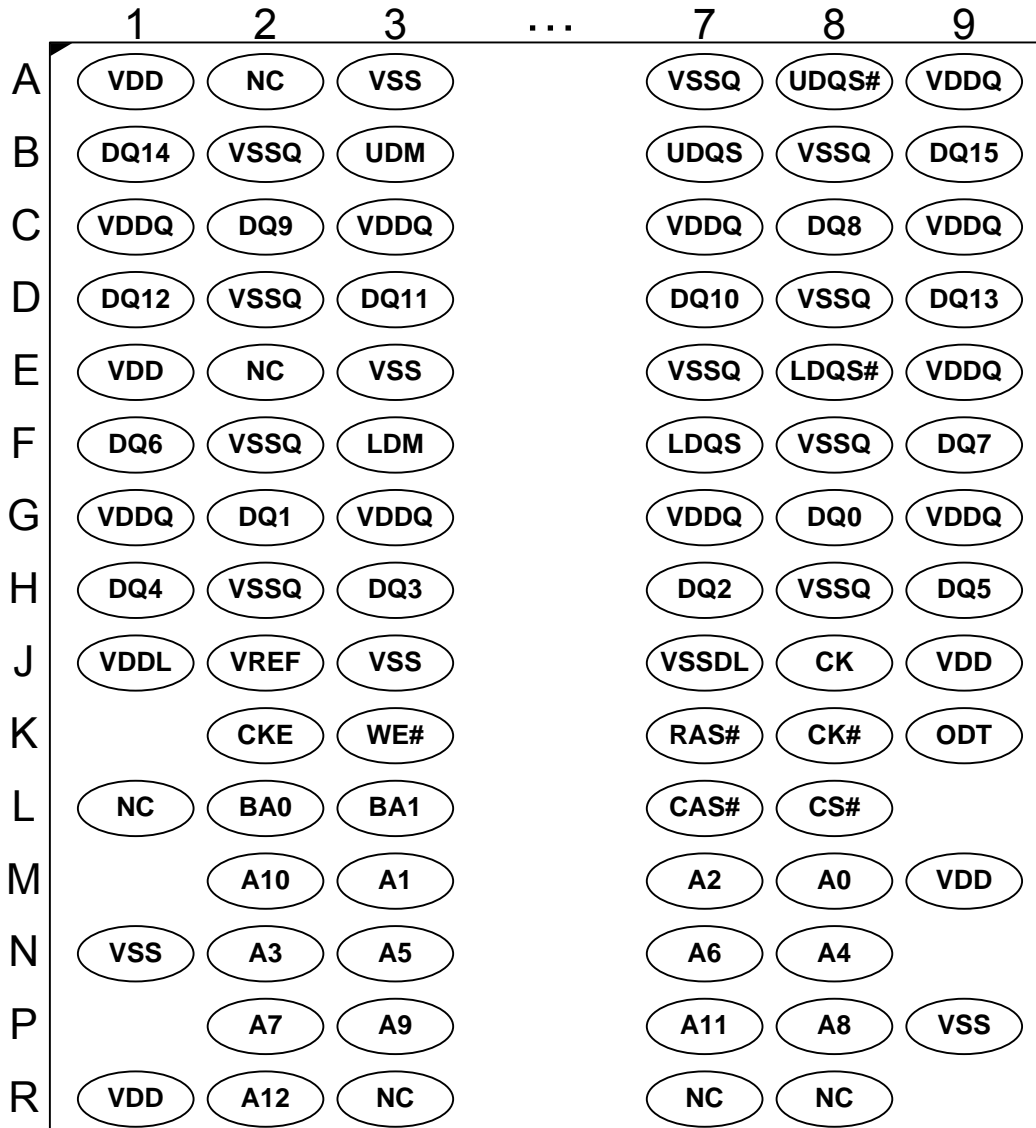 1 2 3 ... 7 8 9
A VDD NC VSS VSSQ UDQS# VDDQ
B DQ14 VSSQ UDM UDQS VSSQ DQ15
C VDDQ DQ9 VDDQ VDDQ DQ8 VDDQ
D DQ12 VSSQ DQ11 DQ10 VSSQ DQ13
E VDD NC VSS VSSQ LDQS# VDDQ
F DQ6 VSSQ LDM LDQS VSSQ DQ7
G VDDQ DQ1 VDDQ VDDQ DQ0 VDDQ
H DQ4 VSSQ DQ3 DQ2 VSSQ DQ5
J VDDL VREF VSS VSSDL CK VDD
K CKE WE# RAS# CK# ODT
L NC BA0 BA1 CAS# CS#
M A10 A1 A2 A0 VDD
N VSS A3 A5 A6 A4
P A7 A9 A11 A8 VSS
R VDD A12 NC NC NC